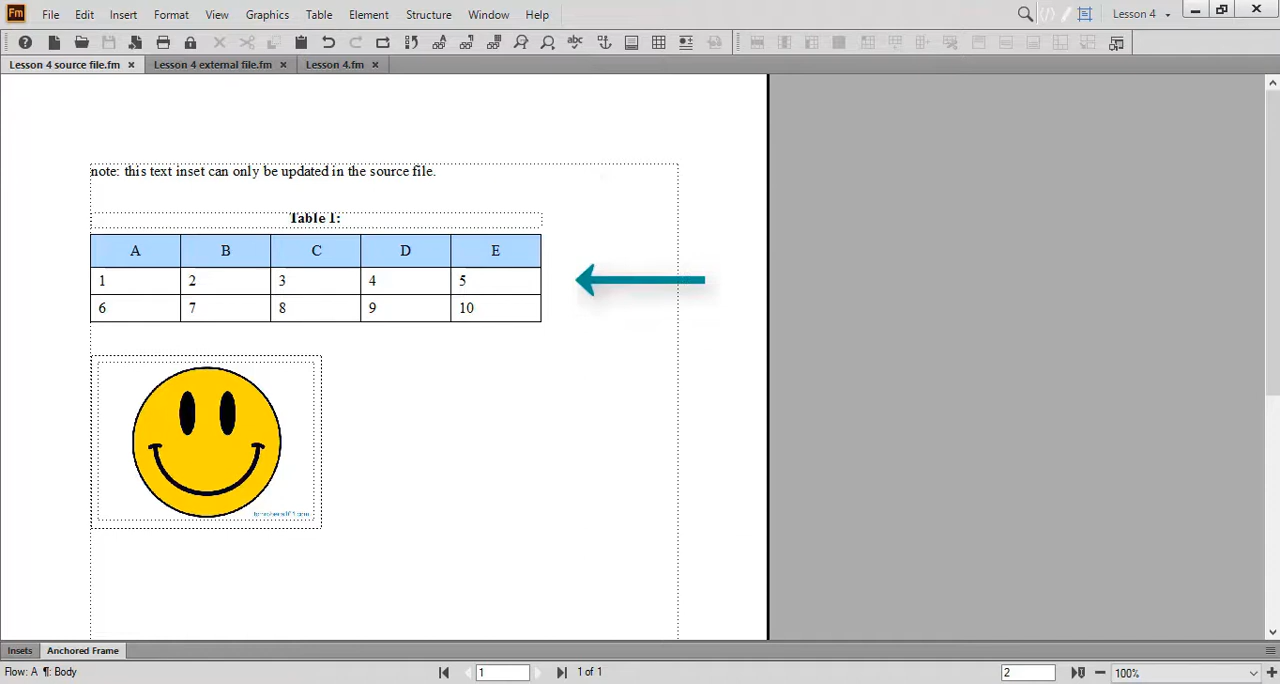 Fm File Edit Insert Format View Graphics Table Element Structure Window Help Lesson 4
Lesson 4 source file.fm × Lesson 4 external file.fm × Lesson 4.fm ×
note: this text inset can only be updated in the source file.
Table 1:
A B C D E
1 2 3 4 5
6 7 8 9 10
Insets Anchored Frame
Flow: A ¶: Body 1 1 of 1 2 100%